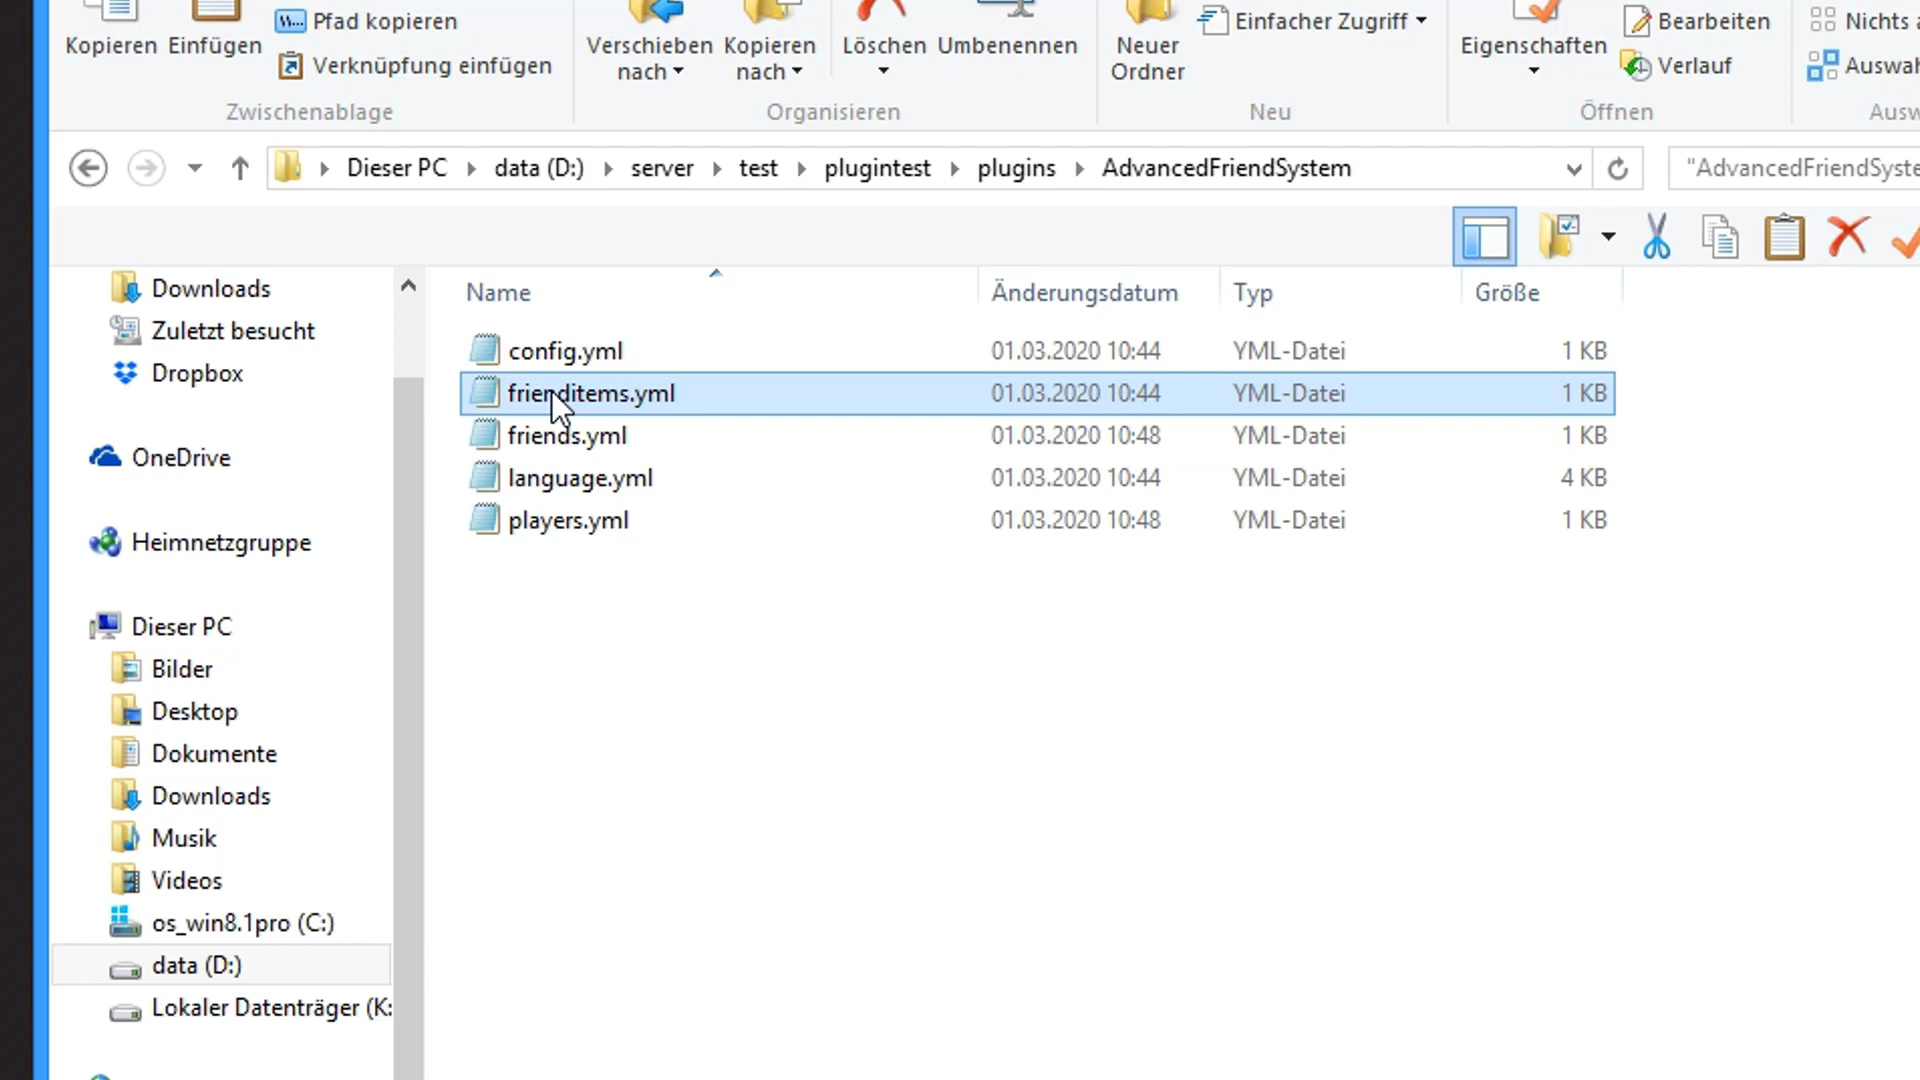 Kopieren Einfügen
Pfad kopieren
Verknüpfung einfügen
Zwischenablage
Verschieben nach
Kopieren nach
Löschen
Umbenennen
Organisieren
Neuer Ordner
Einfacher Zugriff
Neu
Eigenschaften
Bearbeiten
Verlauf
Öffnen
Nichts a
Auswah
Ausw
Dieser PC data (D:) server test plugintest plugins AdvancedFriendSystem
"AdvancedFriendSyste
Downloads
Zuletzt besucht
Dropbox
OneDrive
Heimnetzgruppe
Dieser PC
Bilder
Desktop
Dokumente
Downloads
Musik
Videos
os_win8.1pro (C:)
data (D:)
Lokaler Datenträger (K:
Name Änderungsdatum Typ Größe
config.yml 01.03.2020 10:44 YML-Datei 1 KB
frienditems.yml 01.03.2020 10:44 YML-Datei 1 KB
friends.yml 01.03.2020 10:48 YML-Datei 1 KB
language.yml 01.03.2020 10:44 YML-Datei 4 KB
players.yml 01.03.2020 10:48 YML-Datei 1 KB